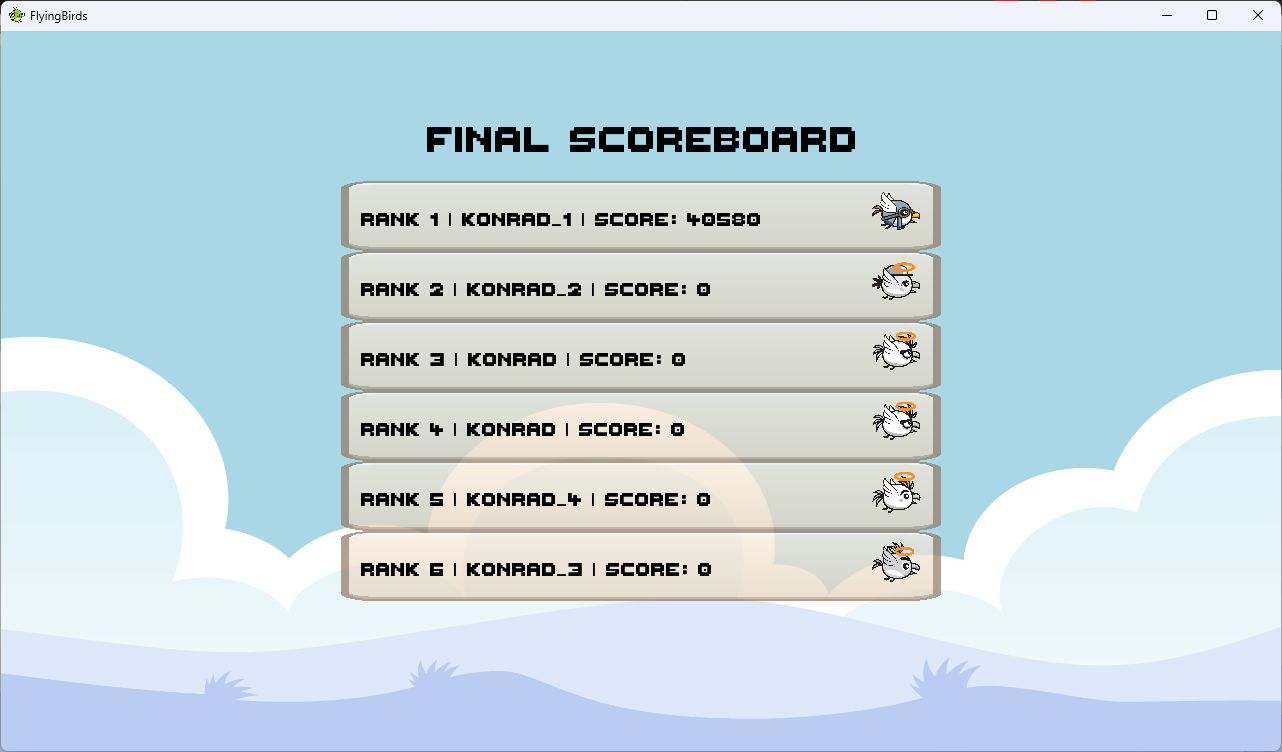 FlyingBirds
FINAL SCOREBOARD
RANK 1 | KONRAD_1 | SCORE: 40580
RANK 2 | KONRAD_2 | SCORE: 0
RANK 3 | KONRAD | SCORE: 0
RANK 4 | KONRAD | SCORE: 0
RANK 5 | KONRAD_4 | SCORE: 0
RANK 6 | KONRAD_3 | SCORE: 0